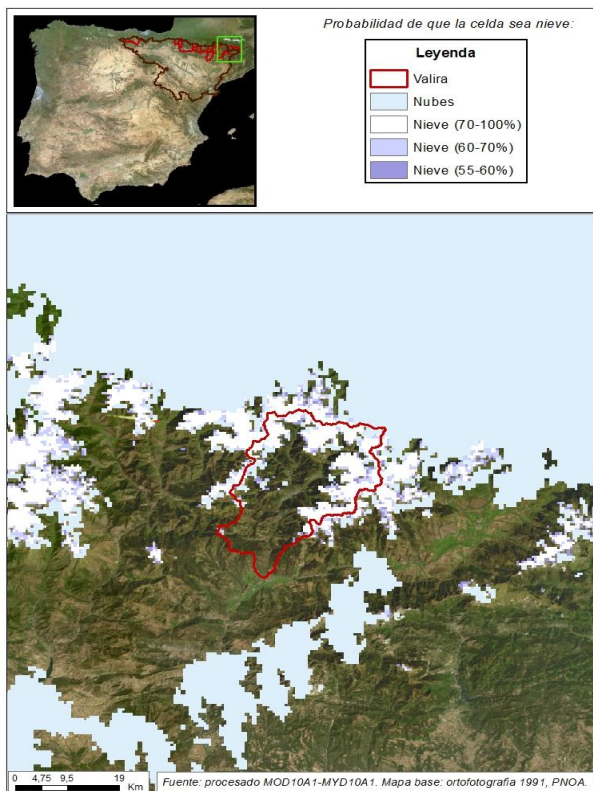 Probabilidad de que la celda sea nieve:
Leyenda
Valira
Nubes
Nieve (70-100%)
Nieve (60-70%)
Nieve (55-60%)
0 4,75 9,5 19
Km
Fuente: procesado MOD10A1-MYD10A1. Mapa base: ortofotografia 1991, PNOA.